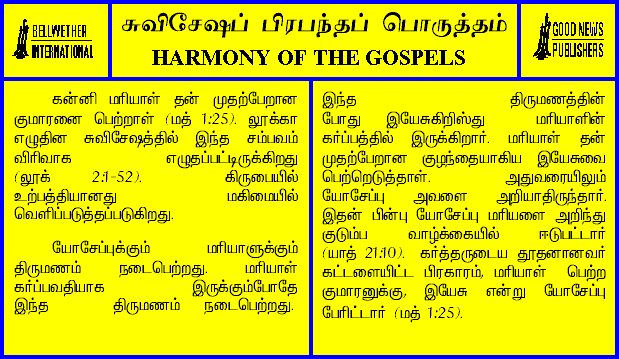 BELLWETHER
INTERNATIONAL
சுவிசேஷப் பிரபந்தப் பொருத்தம்
HARMONY OF THE GOSPELS
GOOD NEWS
PUBLISHERS
கன்னி மரியாள் தன் முதற்பேறான
குமாரனை பெற்றாள் (மத் 1:25). லூக்கா
எழுதின சுவிசேஷத்தில் இந்த சம்பவம்
விரிவாக எழுதப்பட்டிருக்கிறது
(லூக் 2:1-52). கிருபையில்
உற்பத்தியானது மகிமையில்
வெளிப்படுத்தப்படுகிறது.
யோசேப்புக்கும் மரியாளுக்கும்
திருமணம் நடைபெற்றது. மரியாள்
கர்ப்பவதியாக இருக்கும்போதே
இந்த திருமணம் நடைபெற்றது.
இந்த திருமணத்தின்
போது இயேசுகிறிஸ்து மரியாளின்
கர்ப்பத்தில் இருக்கிறார். மரியாள் தன்
முதற்பேறான குழந்தையாகிய இயேசுவை
பெற்றெடுத்தாள். அதுவரையிலும்
யோசேப்பு அவளை அறியாதிருந்தார்.
இதன் பின்பு யோசேப்பு மரியளை அறிந்து
குடும்ப வாழ்க்கையில் ஈடுபட்டார்
(யாத் 21:10). கர்த்தருடைய தூதனானவர்
கட்டளையிட்ட பிரகாரம், மரியாள் பெற்ற
குமாரனுக்கு, இயேசு என்று யோசேப்பு
பேரிட்டார் (மத் 1:25).